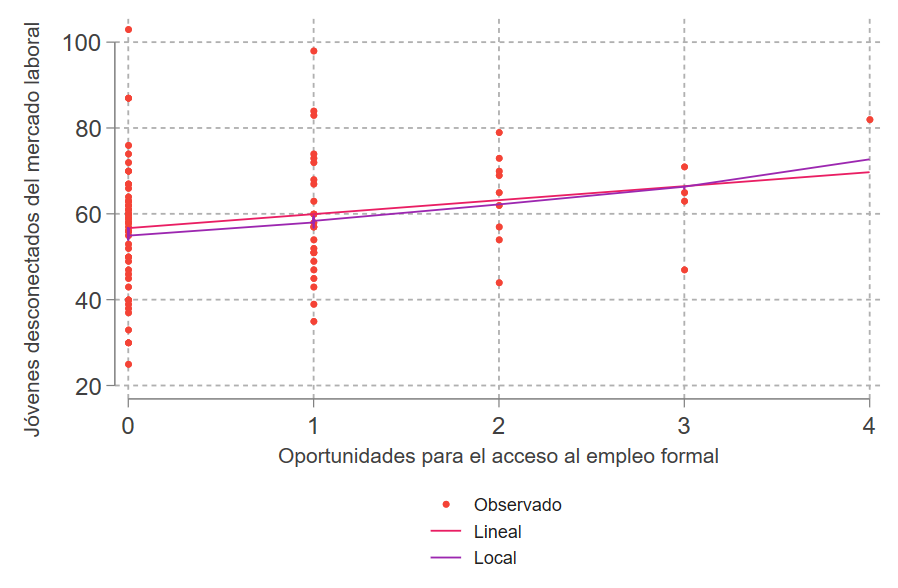 Jóvenes desconectados del mercado laboral
100
80
60
40
20
0 1 2 3 4
Oportunidades para el acceso al empleo formal
Observado
Lineal
Local